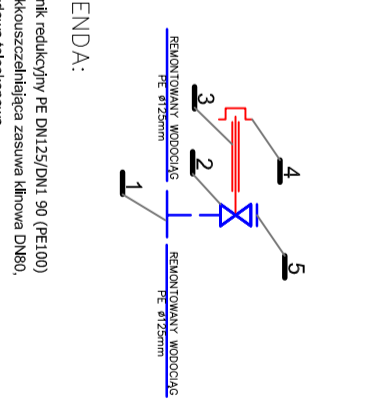 4
5
3
2
1
REMONTOWANY WODOCIĄG
PE ø125mm
REMONTOWANY WODOCIĄG
PE ø125mm
ENDA:
nik redukcyjny PE DN125/DN1 90 (PE100)
kkouszczelniająca zasuwa klinowa DN80,